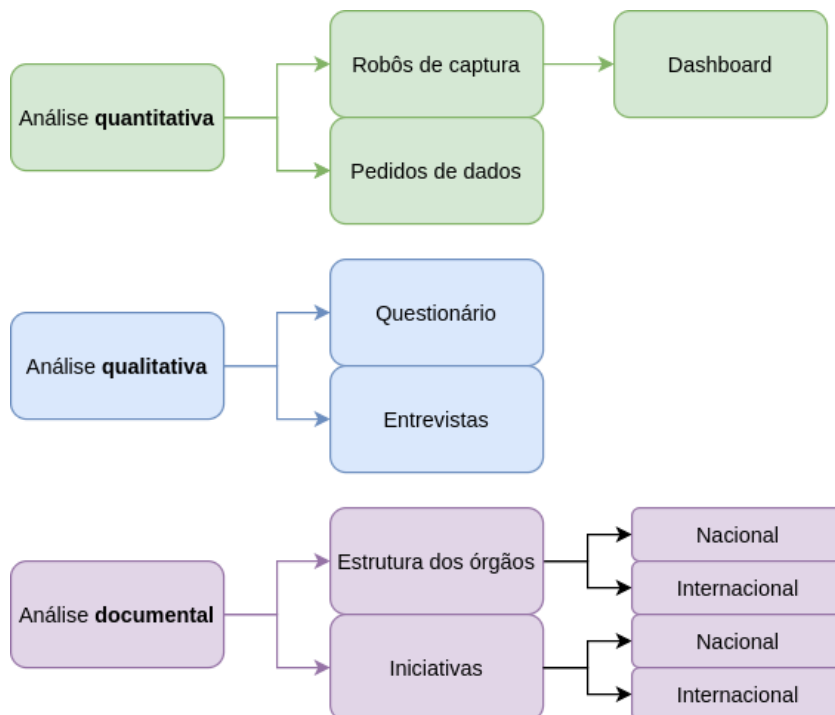 Análise quantitativa
Robôs de captura
Dashboard
Pedidos de dados
Análise qualitativa
Questionário
Entrevistas
Análise documental
Estrutura dos órgãos
Nacional
Internacional
Iniciativas
Nacional
Internacional